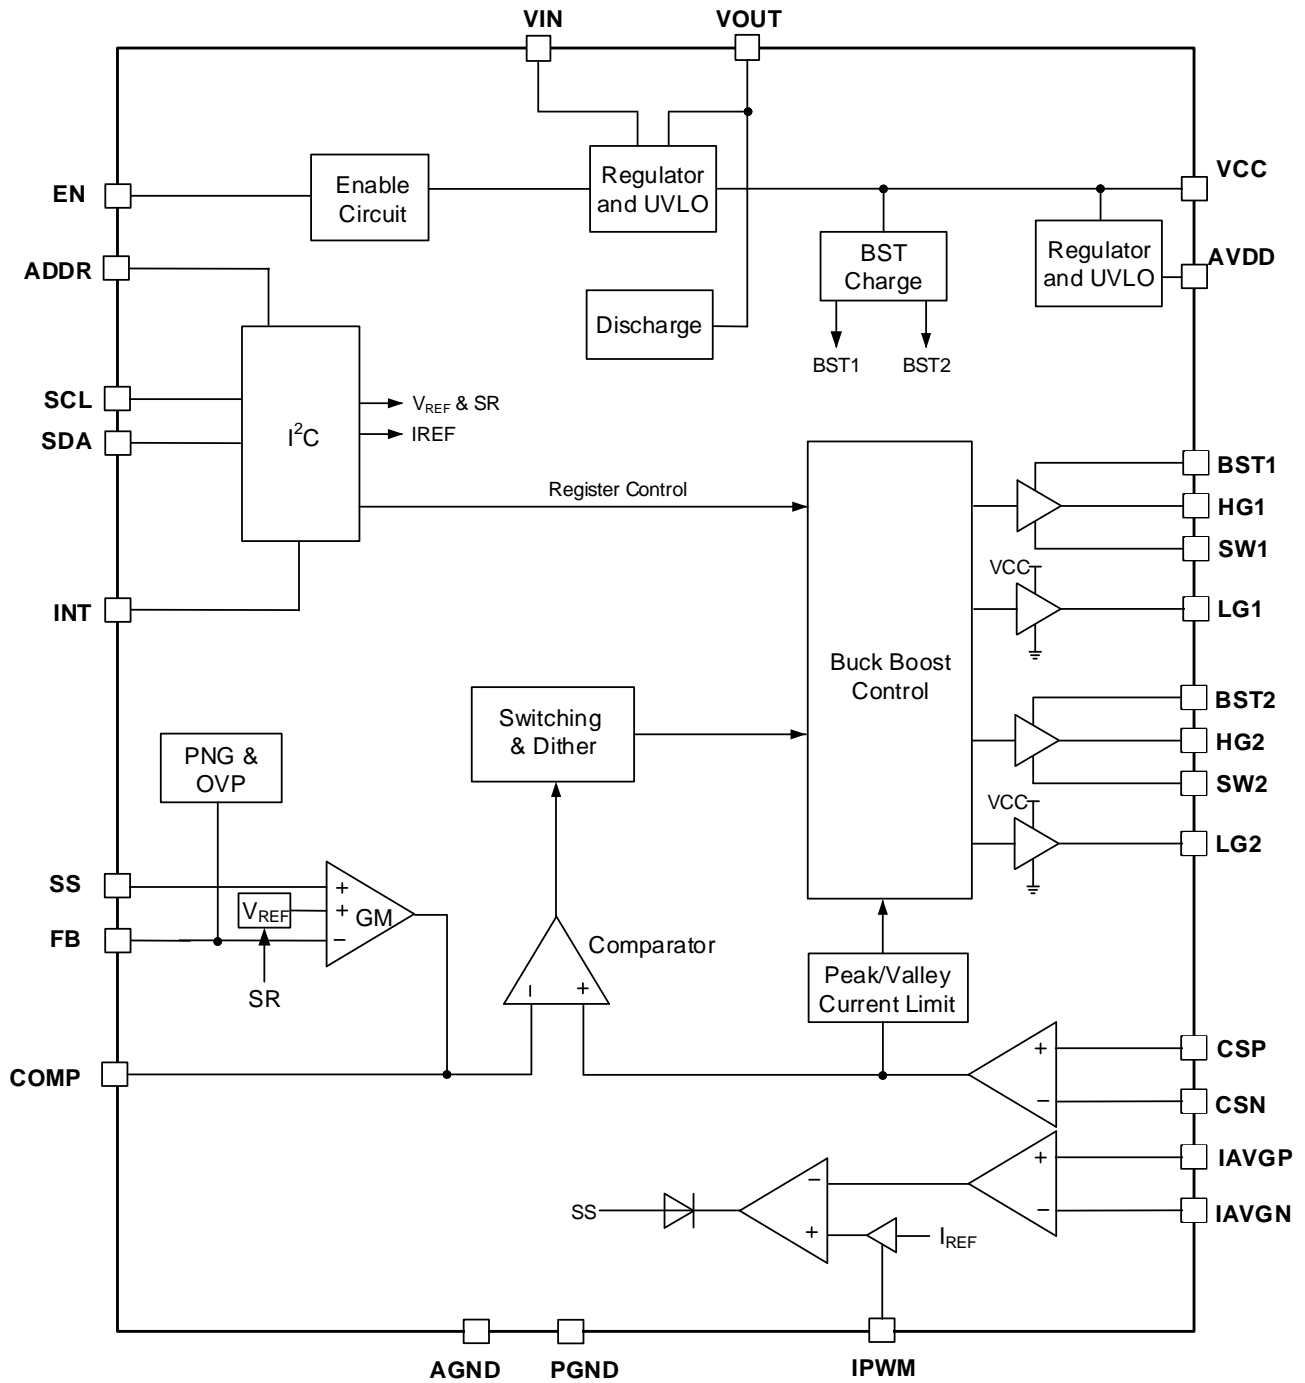 VIN
VOUT
VCC
EN
Enable
Circuit
Regulator
and UVLO
ADDR
BST
Charge
Regulator
and UVLO
AVDD
Discharge
BST1
BST2
SCL
SDA
I²C
V_REF & SR
IREF
Register Control
BST1
HG1
SW1
VCC
LG1
INT
Buck Boost
Control
Switching
& Dither
BST2
HG2
SW2
VCC
LG2
PNG &
OVP
SS
FB
V_REF
+
+
−
GM
SR
Comparator
−
+
Peak/Valley
Current Limit
COMP
+
−
CSP
CSN
+
−
IAVGP
IAVGN
SS
−
+
I_REF
AGND
PGND
IPWM